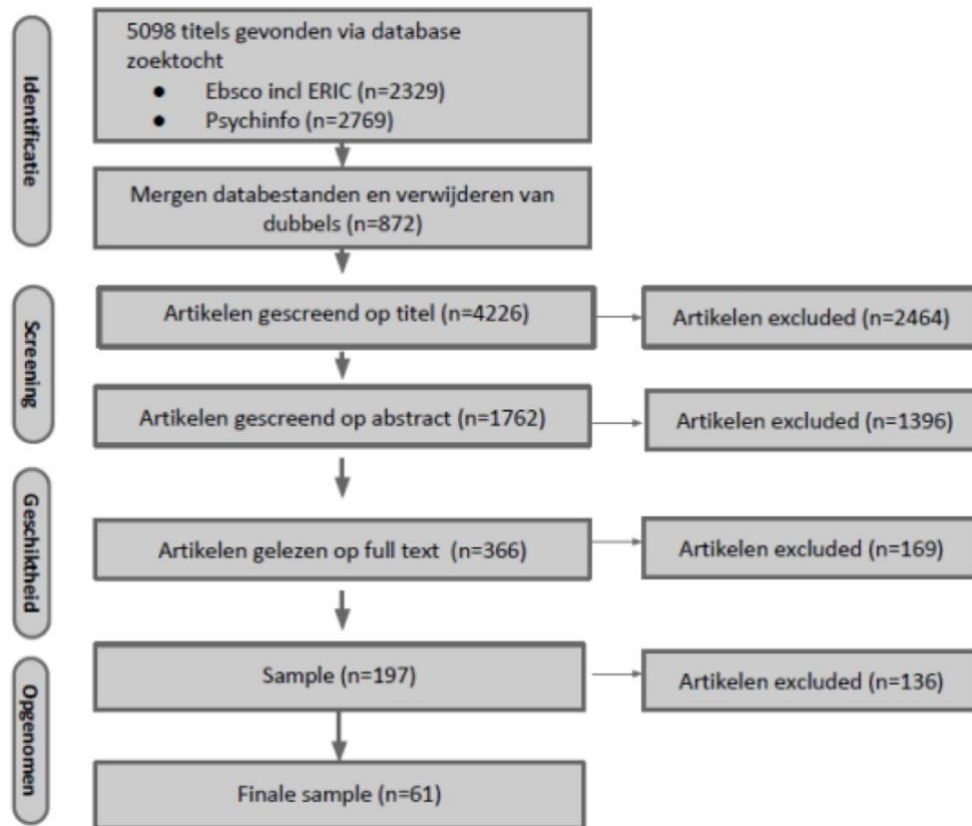 Identificatie
5098 titels gevonden via database
zoektocht
● Ebsco incl ERIC (n=2329)
● Psychinfo (n=2769)
Mergen databestanden en verwijderen van
dubbels (n=872)
Screening
Artikelen gescreend op titel (n=4226)
Artikelen excluded (n=2464)
Artikelen gescreend op abstract (n=1762)
Artikelen excluded (n=1396)
Geschiktheid
Artikelen gelezen op full text (n=366)
Artikelen excluded (n=169)
Opgenomen
Sample (n=197)
Artikelen excluded (n=136)
Finale sample (n=61)